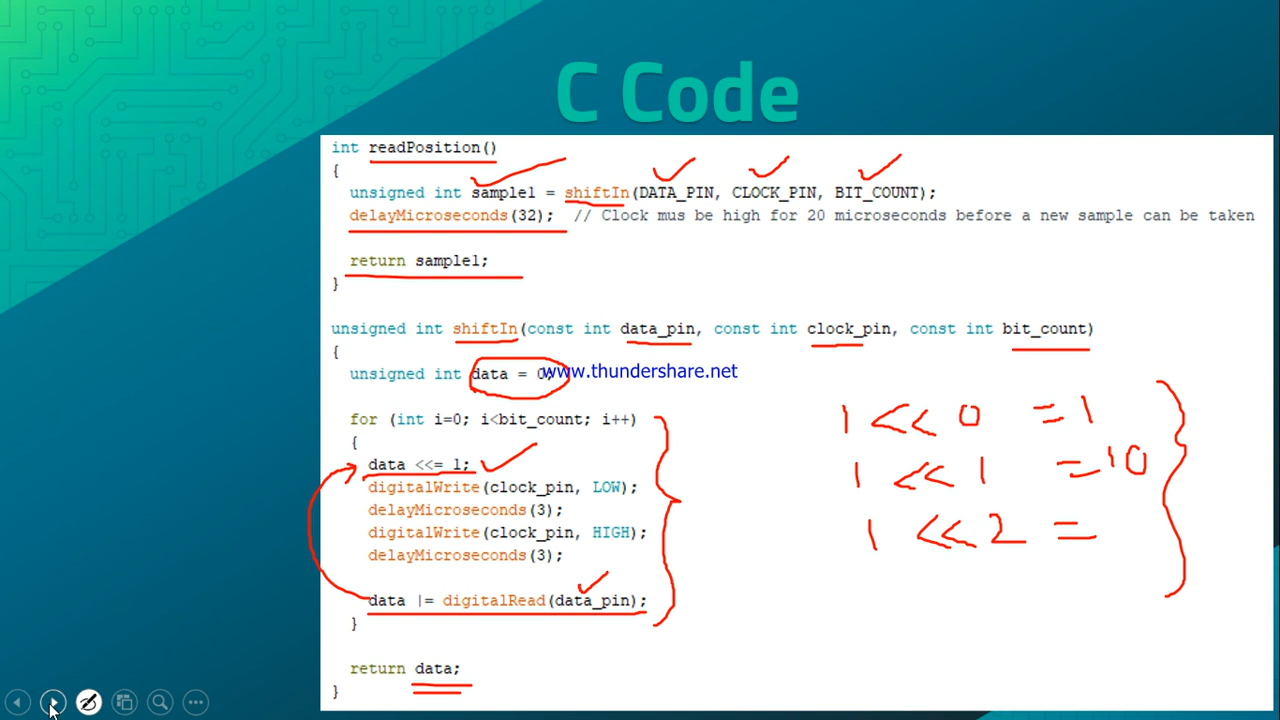 C Code
int readPosition()
{
unsigned int sample1 = shiftIn(DATA_PIN, CLOCK_PIN, BIT_COUNT);
delayMicroseconds(32); // Clock mus be high for 20 microseconds before a new sample can be taken
return sample1;
}
unsigned int shiftIn(const int data_pin, const int clock_pin, const int bit_count)
{
unsigned int data = 0;
www.thundershare.net
for (int i=0; i<bit_count; i++)
{
data <<= 1;
digitalWrite(clock_pin, LOW);
delayMicroseconds(3);
digitalWrite(clock_pin, HIGH);
delayMicroseconds(3);
data |= digitalRead(data_pin);
}
return data;
}
1 << 0 = 1
1 << 1 = 10
1 << 2 =